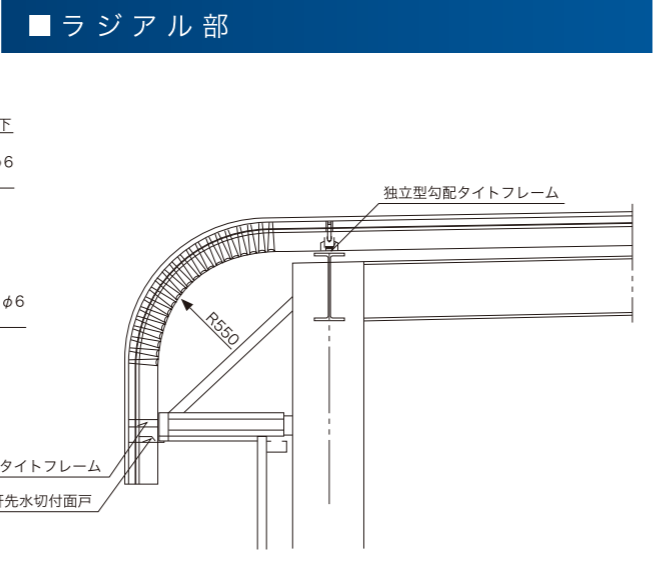 ■ラジアル部
下
φ6
独立型勾配タイトフレーム
φ6
R550
タイトフレーム
軒先水切付面戸